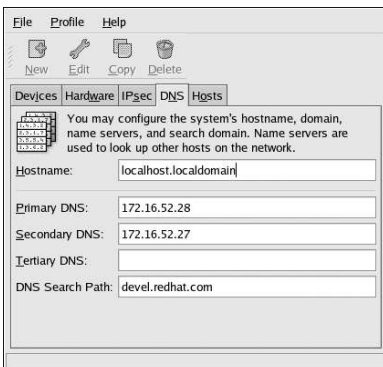 File Profile Help
New Edit Copy Delete
Devices Hardware IPsec DNS Hosts
You may configure the system's hostname, domain,
name servers, and search domain. Name servers are
used to look up other hosts on the network.
Hostname: localhost.localdomain
Primary DNS: 172.16.52.28
Secondary DNS: 172.16.52.27
Tertiary DNS:
DNS Search Path: devel.redhat.com